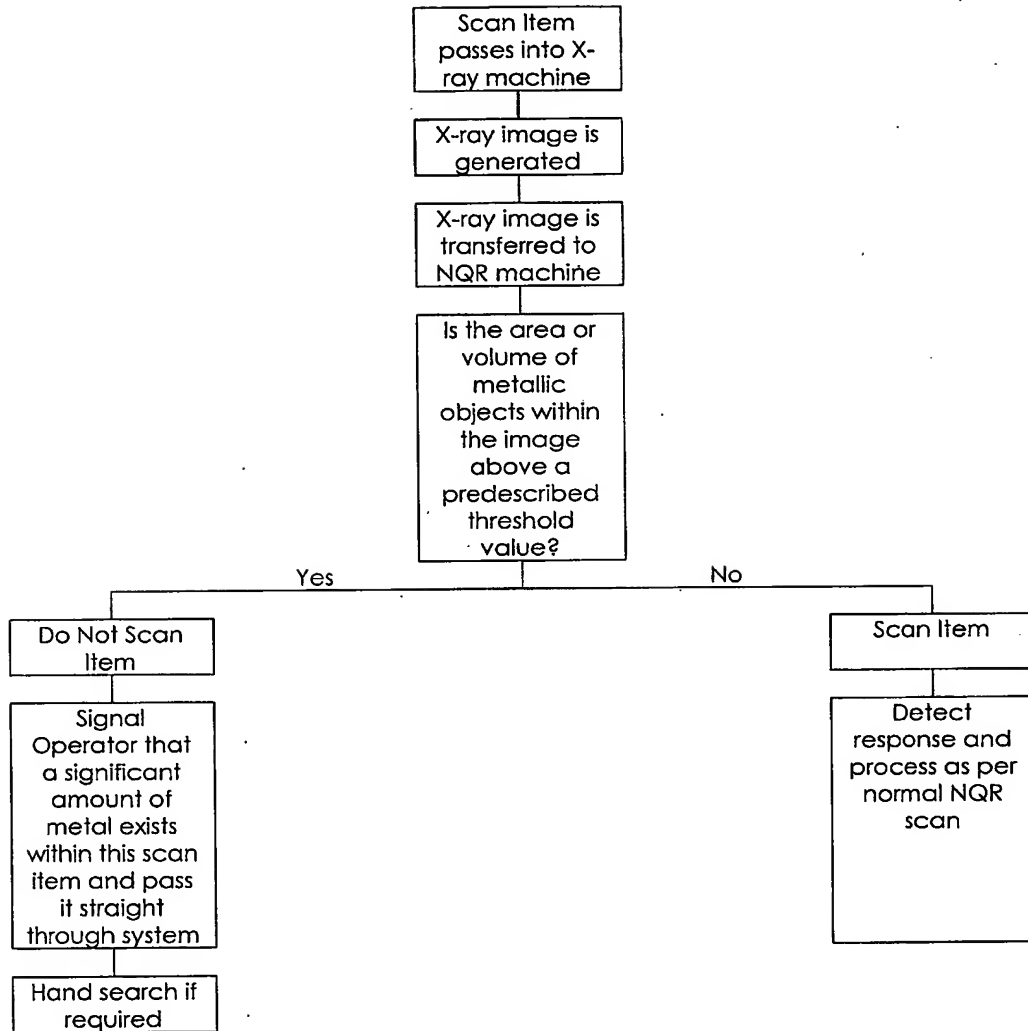 Scan Item
passes into X-
ray machine
X-ray image is
generated
X-ray image is
transferred to
NQR machine
Is the area or
volume of
metallic
objects within
the image
above a
predescribed
threshold
value?
Yes
No
Do Not Scan
Item
Signal
Operator that
a significant
amount of
metal exists
within this scan
item and pass
it straight
through system
Hand search if
required
Scan Item
Detect
response and
process as per
normal NQR
scan